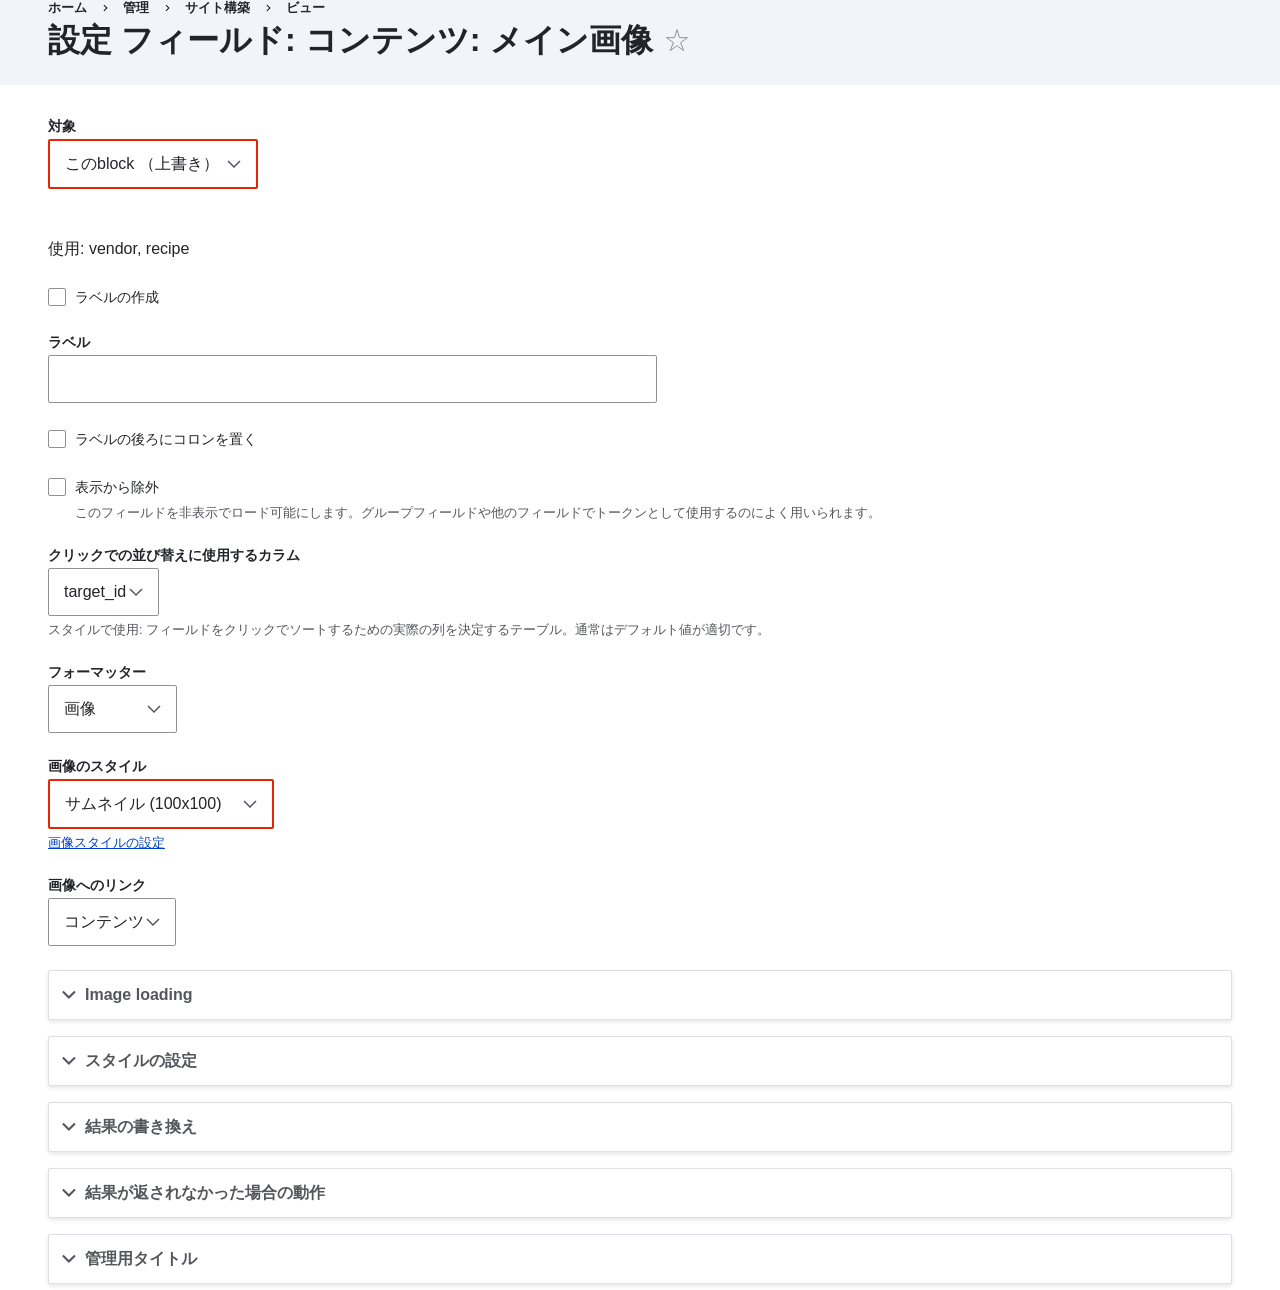 ホーム › 管理 › サイト構築 › ビュー
設定 フィールド: コンテンツ: メイン画像 ☆
対象
このblock （上書き）
使用: vendor, recipe
ラベルの作成
ラベル
ラベルの後ろにコロンを置く
表示から除外
このフィールドを非表示でロード可能にします。グループフィールドや他のフィールドでトークンとして使用するのによく用いられます。
クリックでの並び替えに使用するカラム
target_id
スタイルで使用: フィールドをクリックでソートするための実際の列を決定するテーブル。通常はデフォルト値が適切です。
フォーマッター
画像
画像のスタイル
サムネイル (100x100)
画像スタイルの設定
画像へのリンク
コンテンツ
Image loading
スタイルの設定
結果の書き換え
結果が返されなかった場合の動作
管理用タイトル